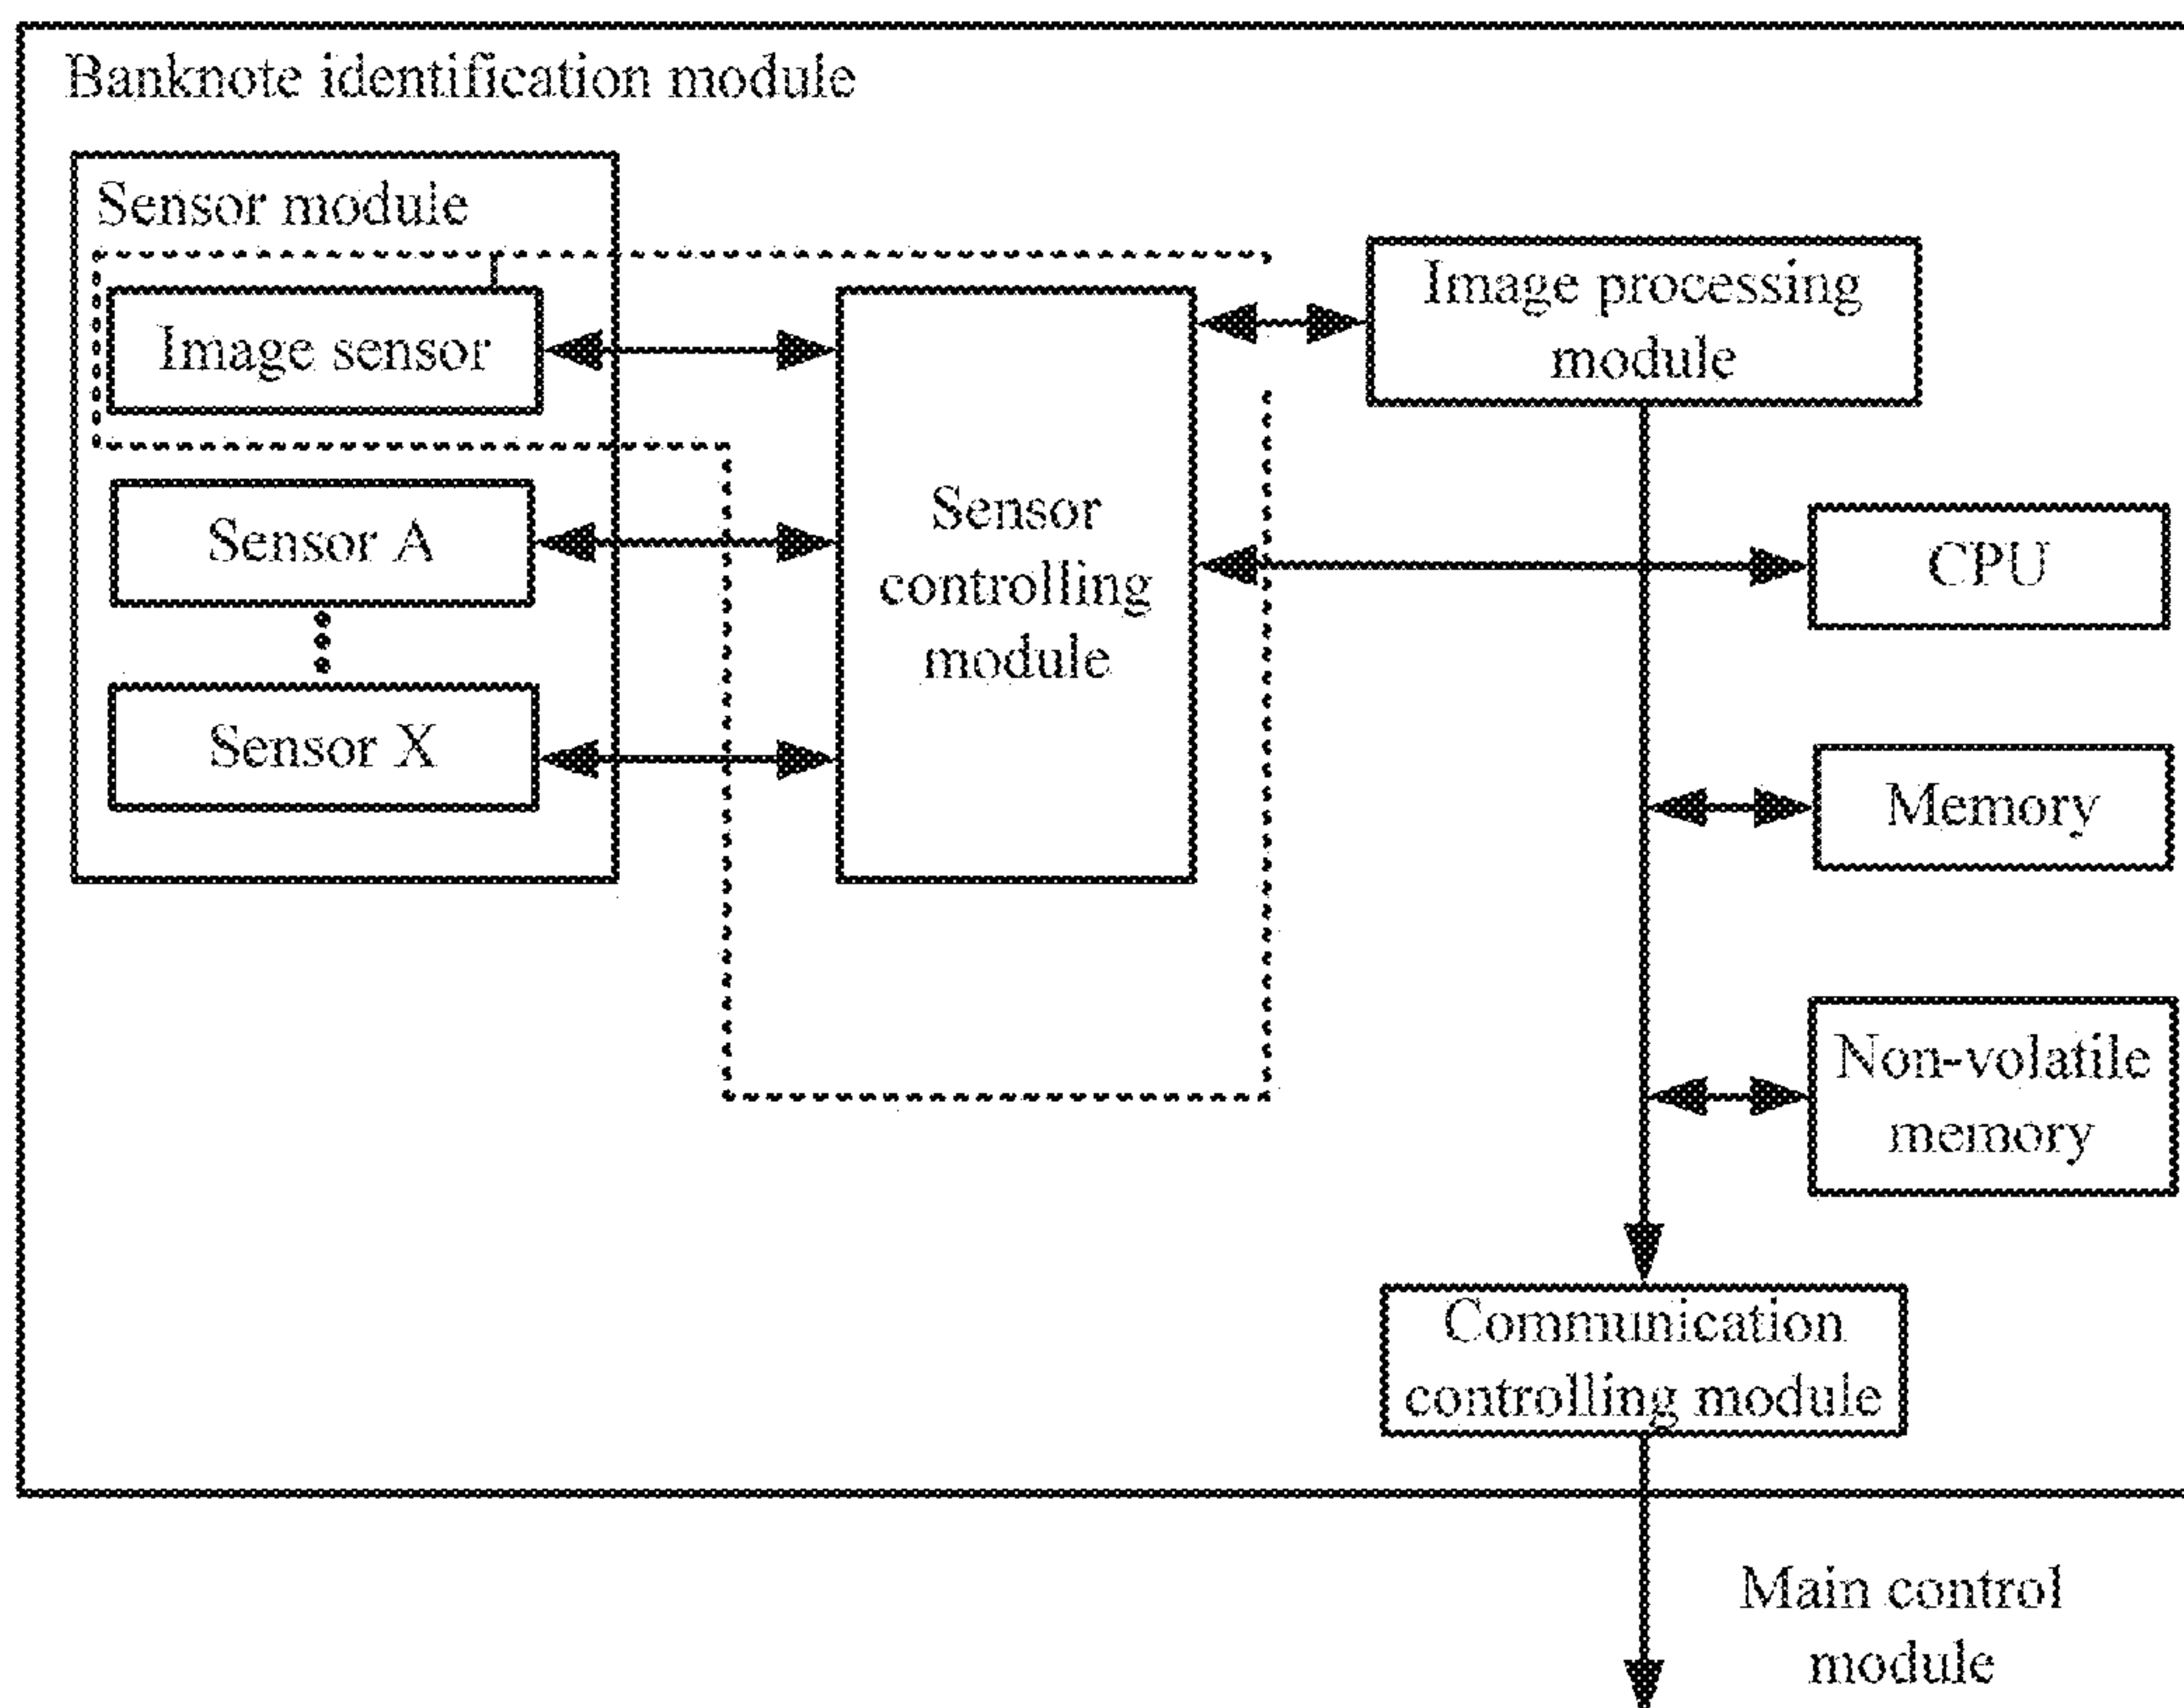 Banknote identification module
Sensor module
Image sensor
Sensor A
Sensor X
Sensor
controlling
module
Image processing
module
CPU
Memory
Non-volatile
memory
Communication
controlling module
Main control
module